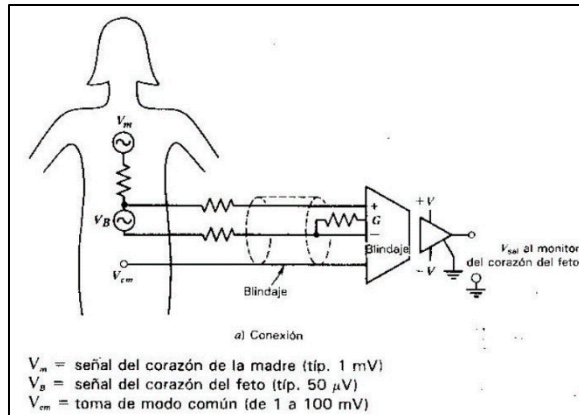 V_m
V_B
V_cm
+
G
−
Blindaje
Blindaje
+V
−V
V_sal al monitor
del corazón del feto
a) Conexión
V_m = señal del corazón de la madre (típ. 1 mV)
V_B = señal del corazón del feto (típ. 50 μV)
V_cm = toma de modo común (de 1 a 100 mV)